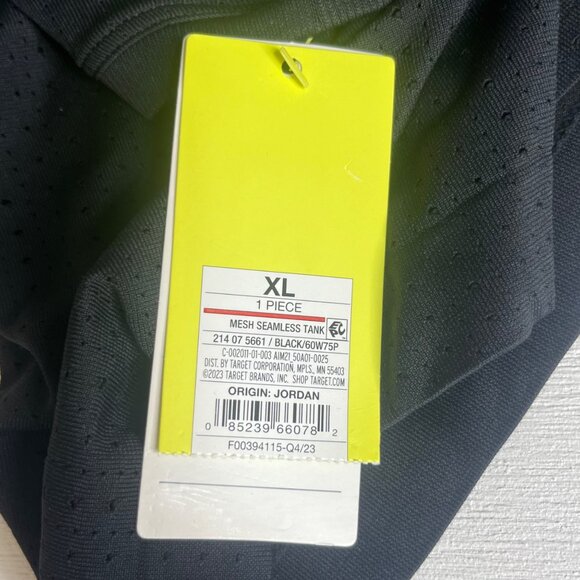 XL
1 PIECE
MESH SEAMLESS TANK
214 07 5661 / BLACK/60W75P
C-002011-01-003 AIM21 50A01-0025
DIST. BY TARGET CORPORATION, MPLS., MN 55403
©2023 TARGET BRANDS, INC. SHOP TARGET.COM
ORIGIN: JORDAN
0 85239 66078 2
F00394115-Q4/23